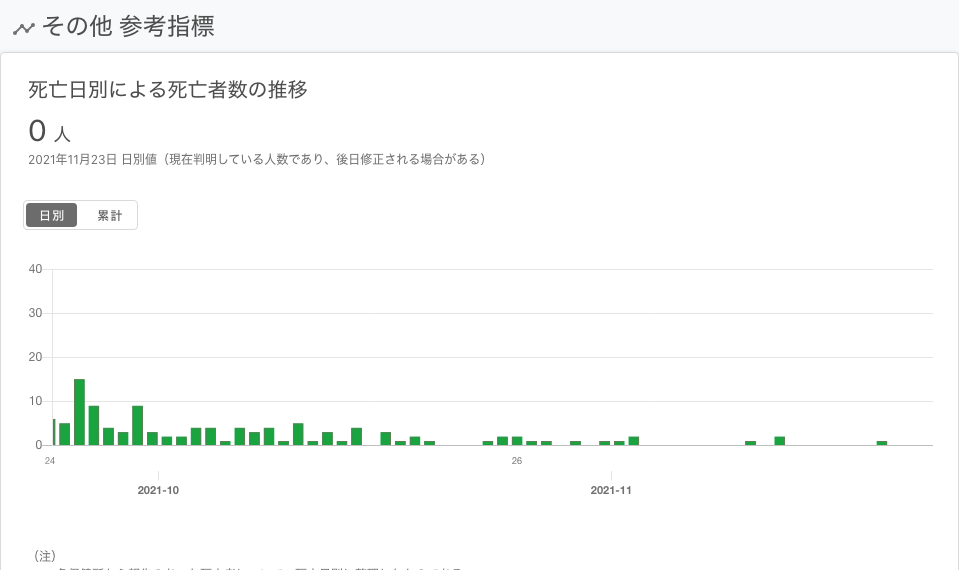 その他 参考指標
死亡日別による死亡者数の推移
0 人
2021年11月23日 日別値（現在判明している人数であり、後日修正される場合がある）
日別 累計
40
30
20
10
0
24 26
2021-10 2021-11
（注）